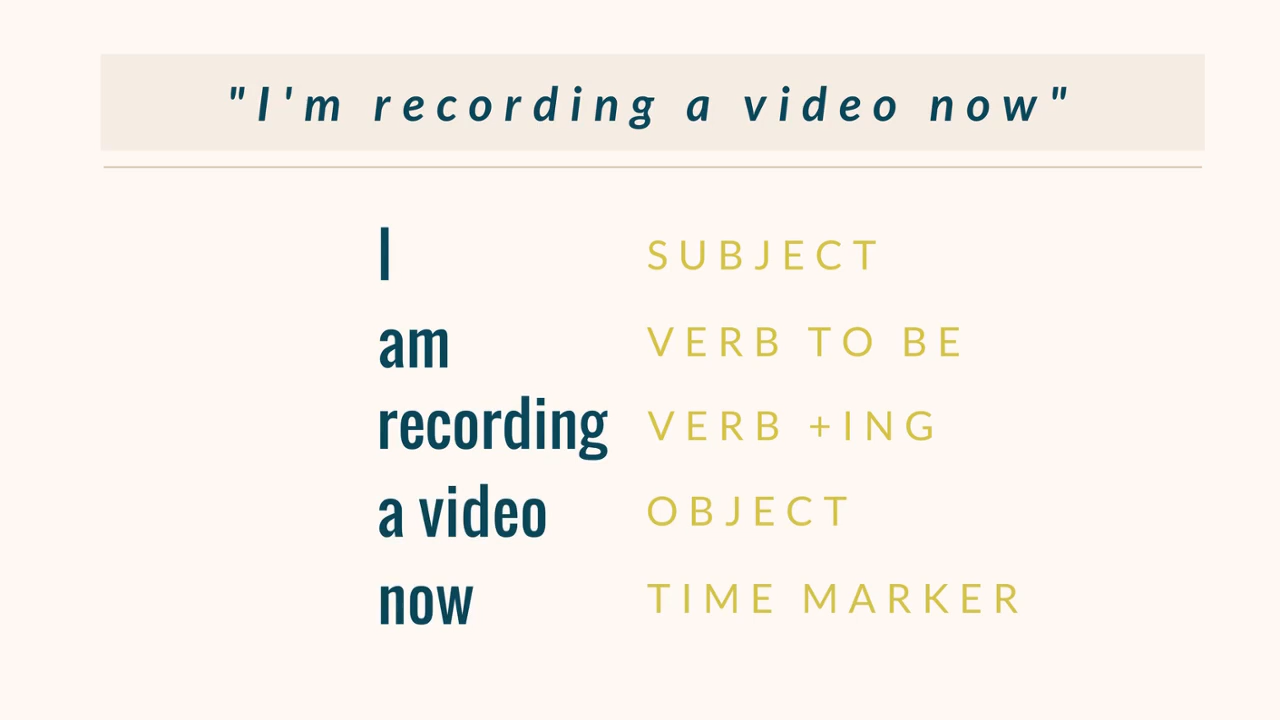 "I'm recording a video now"
I SUBJECT
am VERB TO BE
recording VERB +ING
a video OBJECT
now TIME MARKER